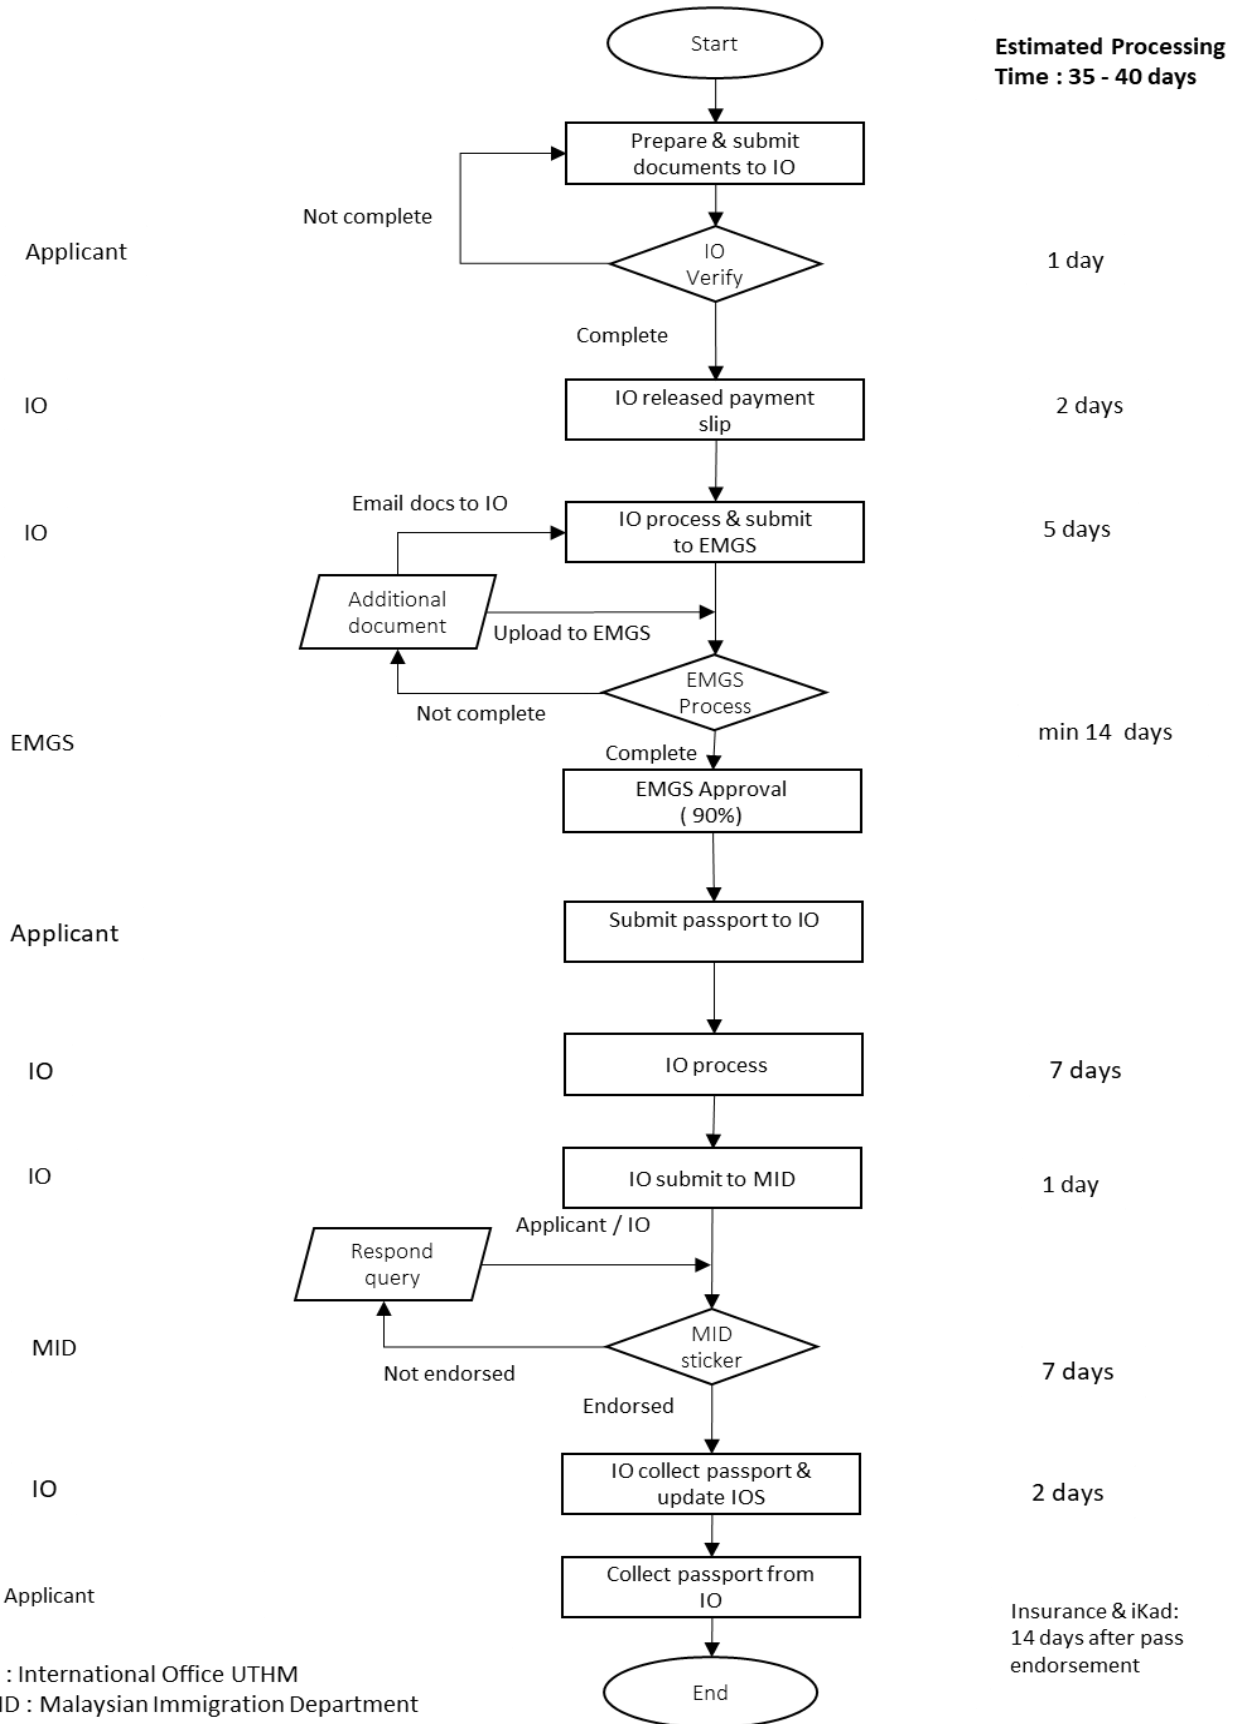 Start
Estimated Processing
Time : 35 - 40 days
Prepare & submit
documents to IO
Not complete
Applicant
IO
Verify
1 day
Complete
IO
IO released payment
slip
2 days
Email docs to IO
IO
IO process & submit
to EMGS
5 days
Additional
document
Upload to EMGS
EMGS
Process
Not complete
EMGS
min 14 days
Complete
EMGS Approval
( 90%)
Applicant
Submit passport to IO
IO
IO process
7 days
IO
IO submit to MID
1 day
Applicant / IO
Respond
query
MID
MID
sticker
Not endorsed
7 days
Endorsed
IO
IO collect passport &
update IOS
2 days
Applicant
Collect passport from
IO
Insurance & iKad:
14 days after pass
endorsement
: International Office UTHM
ID : Malaysian Immigration Department
End